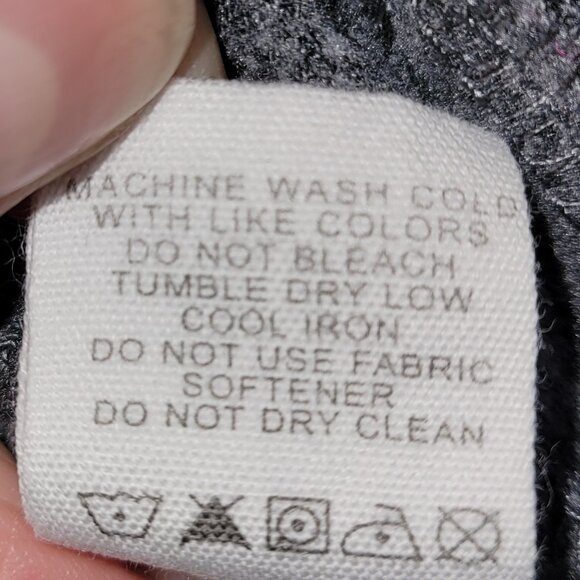 MACHINE WASH COLD
WITH LIKE COLORS
DO NOT BLEACH
TUMBLE DRY LOW
COOL IRON
DO NOT USE FABRIC
SOFTENER
DO NOT DRY CLEAN